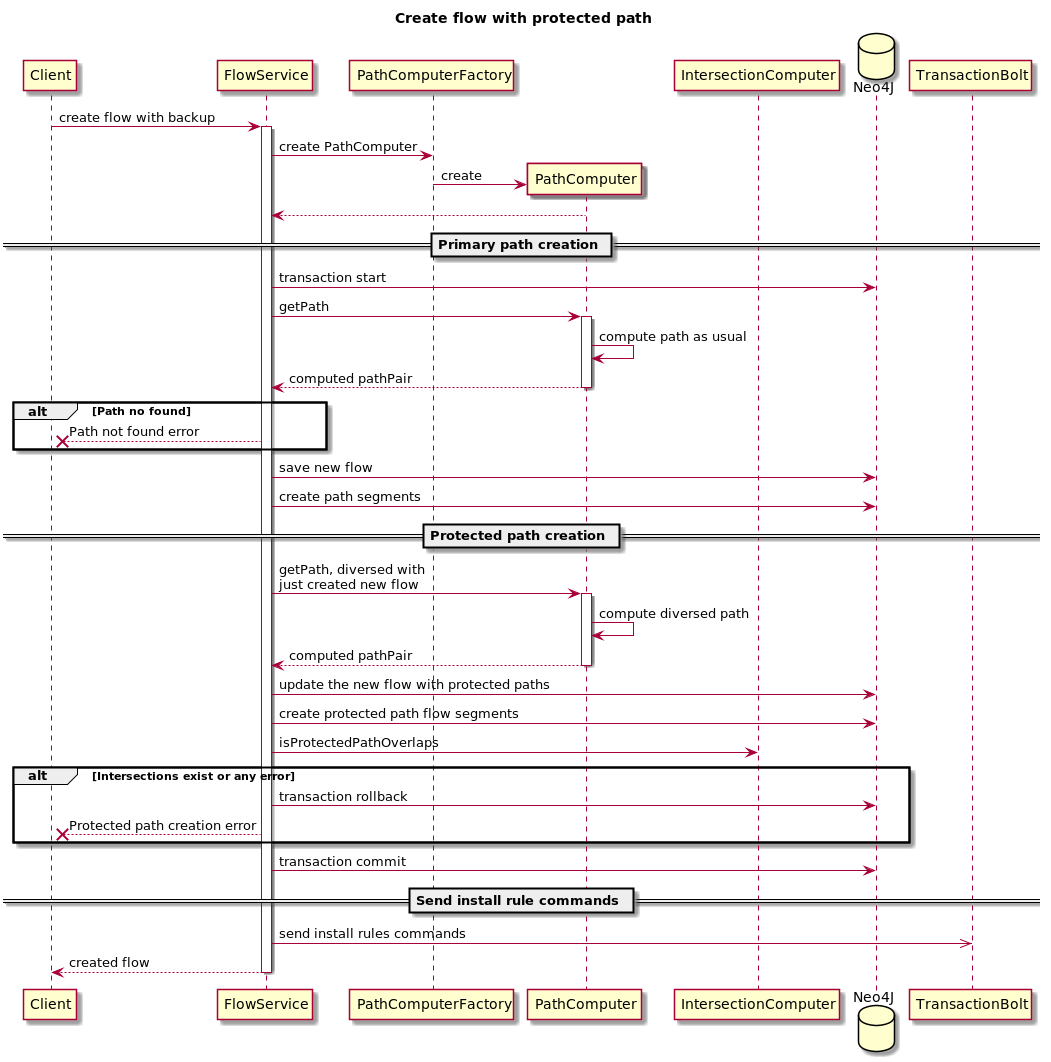 Create flow with protected path
Client
FlowService
PathComputerFactory
IntersectionComputer
Neo4J
TransactionBolt
create flow with backup
create PathComputer
create
PathComputer
Primary path creation
transaction start
getPath
compute path as usual
computed pathPair
alt
[Path no found]
Path not found error
save new flow
create path segments
Protected path creation
getPath, diversed with
just created new flow
compute diversed path
computed pathPair
update the new flow with protected paths
create protected path flow segments
isProtectedPathOverlaps
alt
[Intersections exist or any error]
transaction rollback
Protected path creation error
transaction commit
Send install rule commands
send install rules commands
created flow
Client
FlowService
PathComputerFactory
PathComputer
IntersectionComputer
Neo4J
TransactionBolt